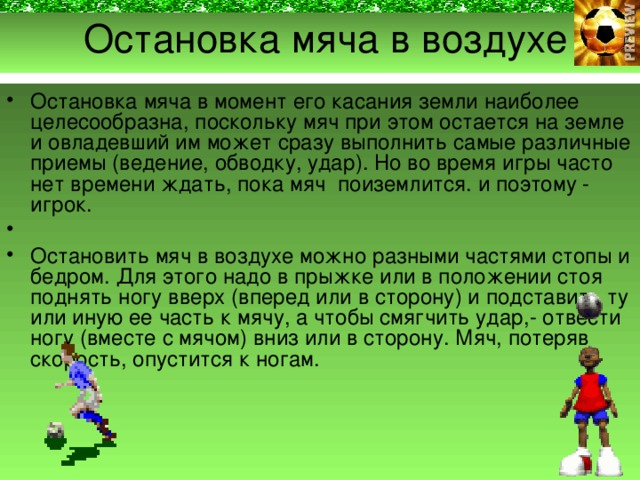 Остановка мяча в воздухе
PREVIEW
• Остановка мяча в момент его касания земли наиболее
целесообразна, поскольку мяч при этом остается на земле
и овладевший им может сразу выполнить самые различные
приемы (ведение, обводку, удар). Но во время игры часто
нет времени ждать, пока мяч поиземлится. и поэтому -
игрок.
•
• Остановить мяч в воздухе можно разными частями стопы и
бедром. Для этого надо в прыжке или в положении стоя
поднять ногу вверх (вперед или в сторону) и подставить ту
или иную ее часть к мячу, а чтобы смягчить удар,- отвести
ногу (вместе с мячом) вниз или в сторону. Мяч, потеряв
скорость, опустится к ногам.